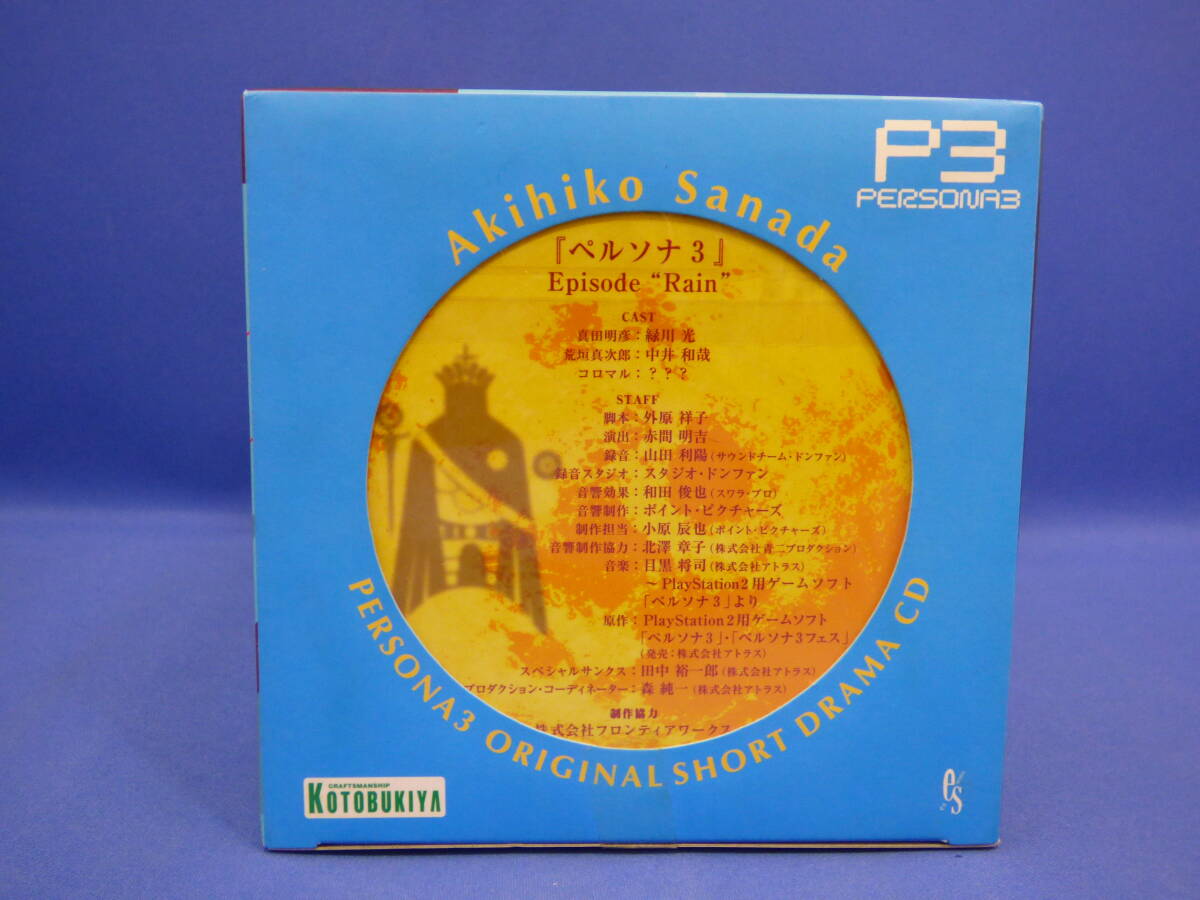 P3
PERSONA3
Akihiko Sanada
『ペルソナ3』
Episode “Rain”
CAST
真田明彦：緑川 光
荒垣真次郎：中井 和哉
コロマル：？？？
STAFF
脚本：外原 祥子
演出：赤間 明吉
録音：山田 利陽（サウンドチーム・ドンファン）
録音スタジオ：スタジオ・ドンファン
音響効果：和田 俊也（スワラ・プロ）
音響制作：ポイント・ピクチャーズ
制作担当：小原 辰也（ポイント・ピクチャーズ）
音響制作協力：北澤 章子（株式会社青二プロダクション）
音楽：目黒 将司（株式会社アトラス）
～PlayStation2用ゲームソフト
「ペルソナ3」より
原作：PlayStation2用ゲームソフト
「ペルソナ3」・「ペルソナ3フェス」
（発売：株式会社アトラス）
スペシャルサンクス：田中 裕一郎（株式会社アトラス）
プロダクション・コーディネーター：森 純一（株式会社アトラス）
制作協力
株式会社フロンティアワークス
PERSONA3 ORIGINAL SHORT DRAMA CD
CRAFTSMANSHIP
KOTOBUKIYA
es